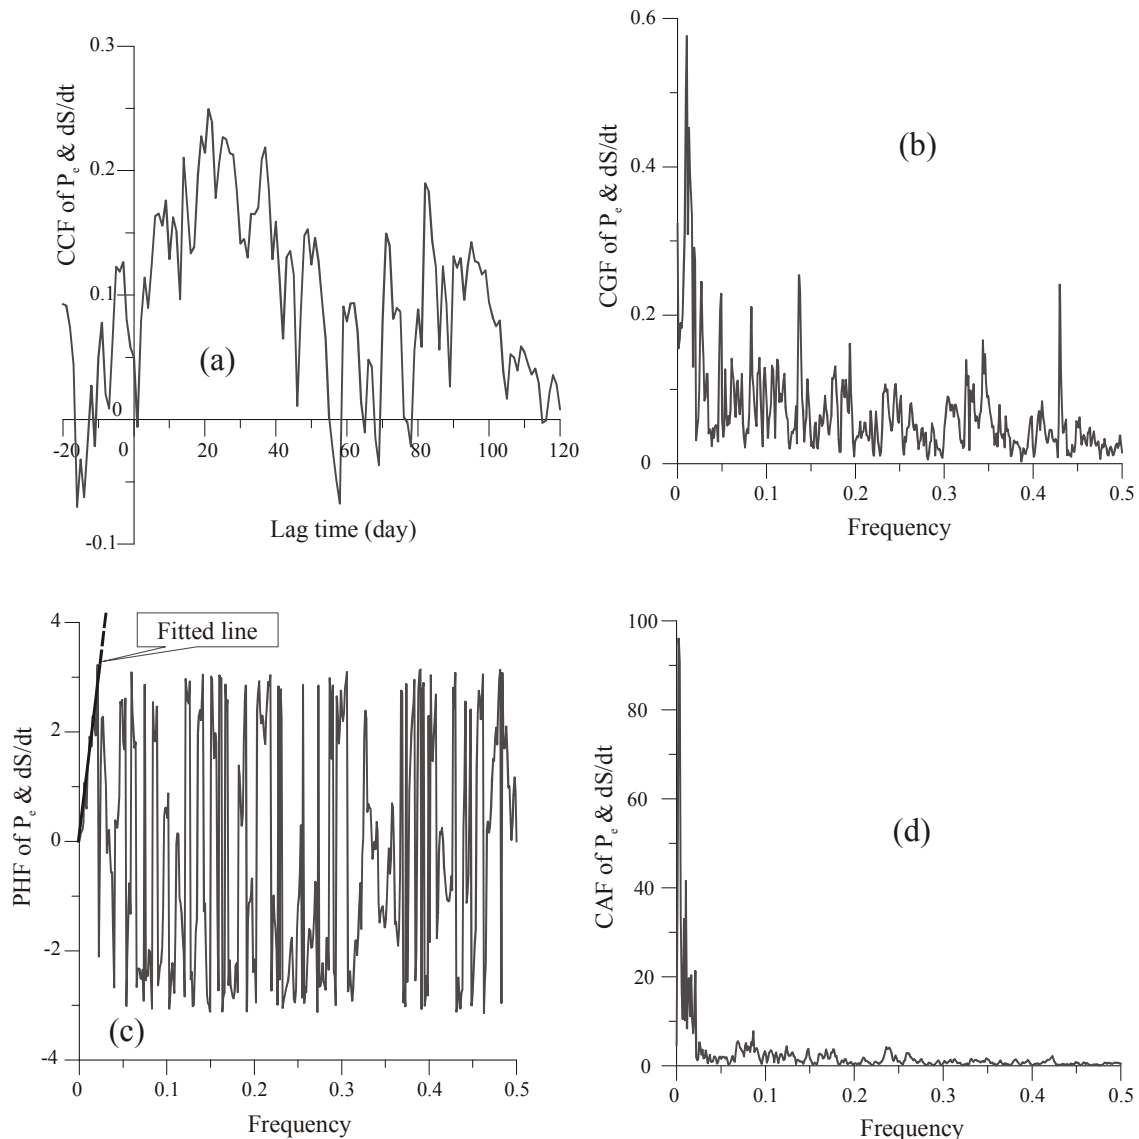 0.3
0.2
0.1
0
-0.1
-20 0 20 40 60 80 100 120
CCF of Pe & dS/dt
(a)
Lag time (day)
0.6
0.4
0.2
0
0 0.1 0.2 0.3 0.4 0.5
CGF of Pe & dS/dt
(b)
Frequency
4
2
0
-2
-4
0 0.1 0.2 0.3 0.4 0.5
PHF of Pe & dS/dt
Fitted line
(c)
Frequency
100
80
60
40
20
0
0 0.1 0.2 0.3 0.4 0.5
CAF of Pe & dS/dt
(d)
Frequency